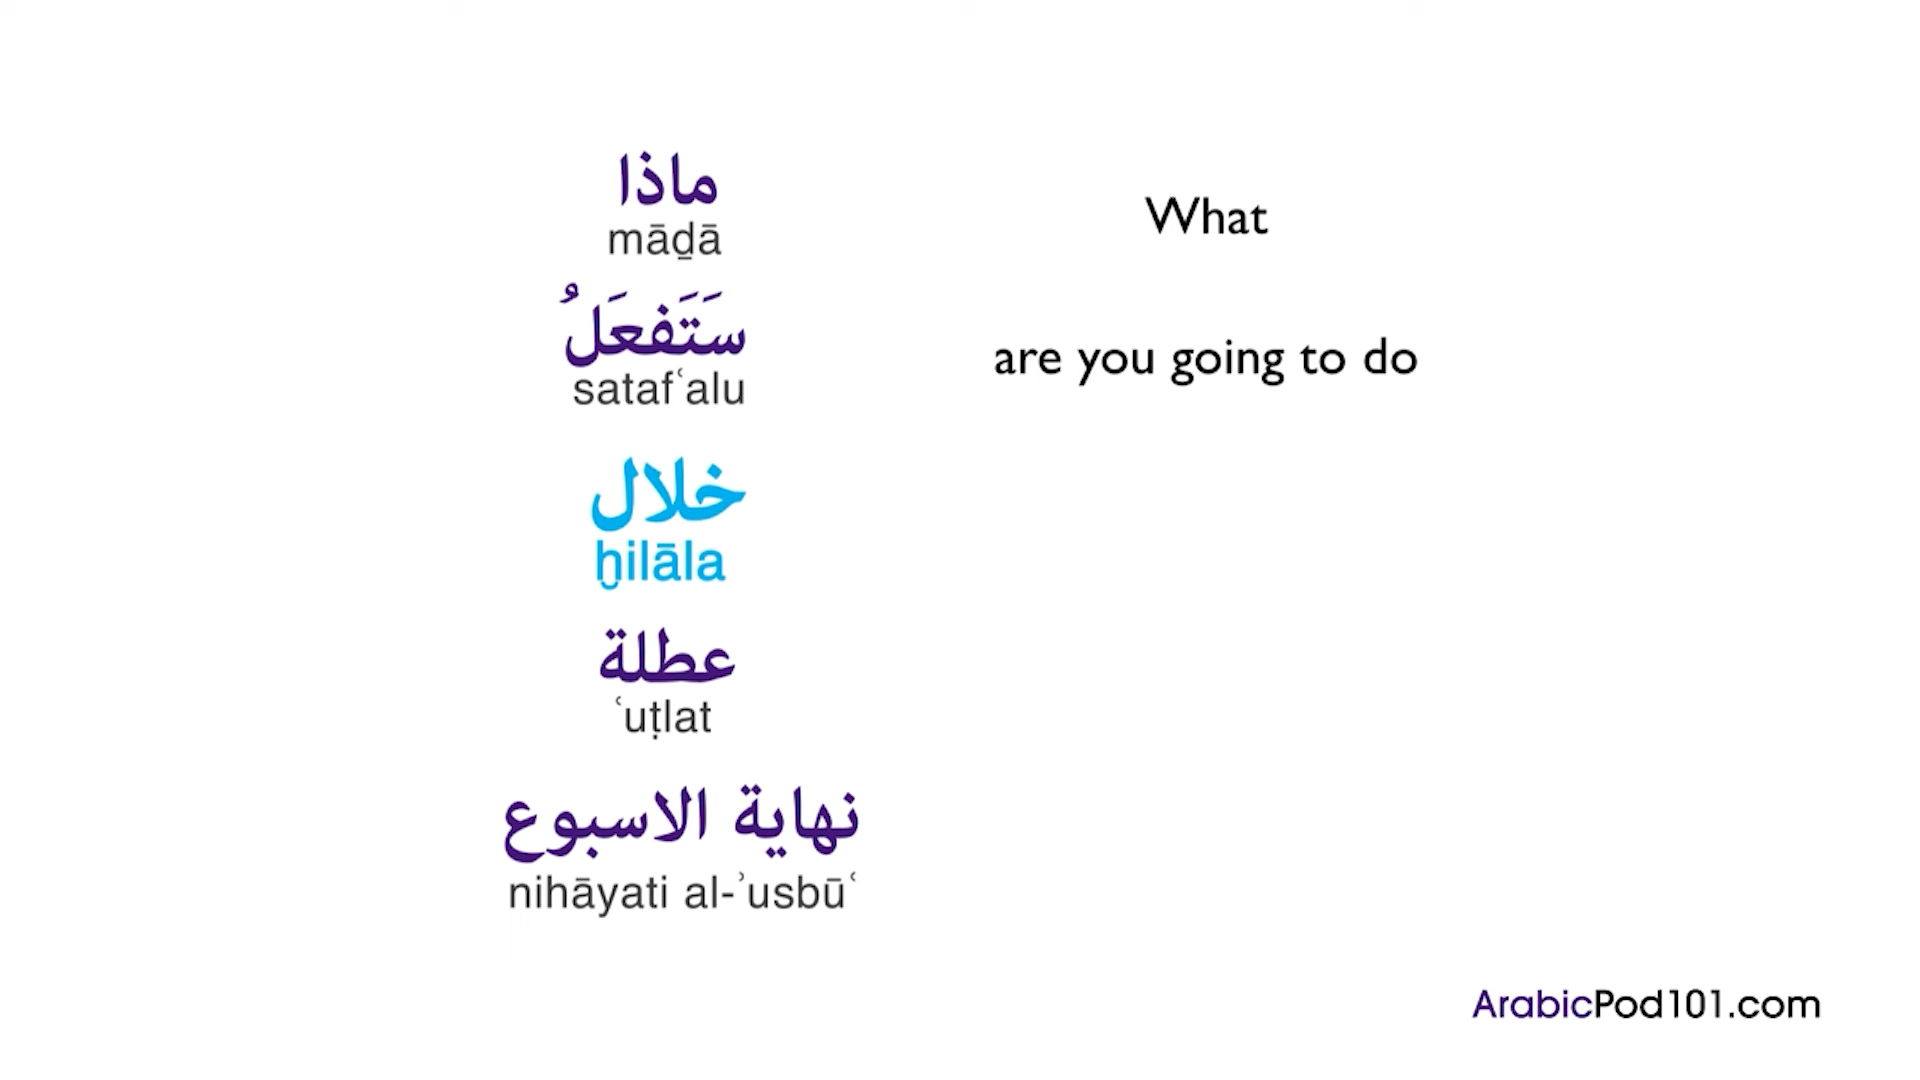 ماذا
māḏā
What
سَتَفعَلُ
satafʿalu
are you going to do
خلال
ḫilāla
عطلة
ʿuṭlat
نهاية الاسبوع
nihāyati al-ʾusbūʿ
ArabicPod101.com